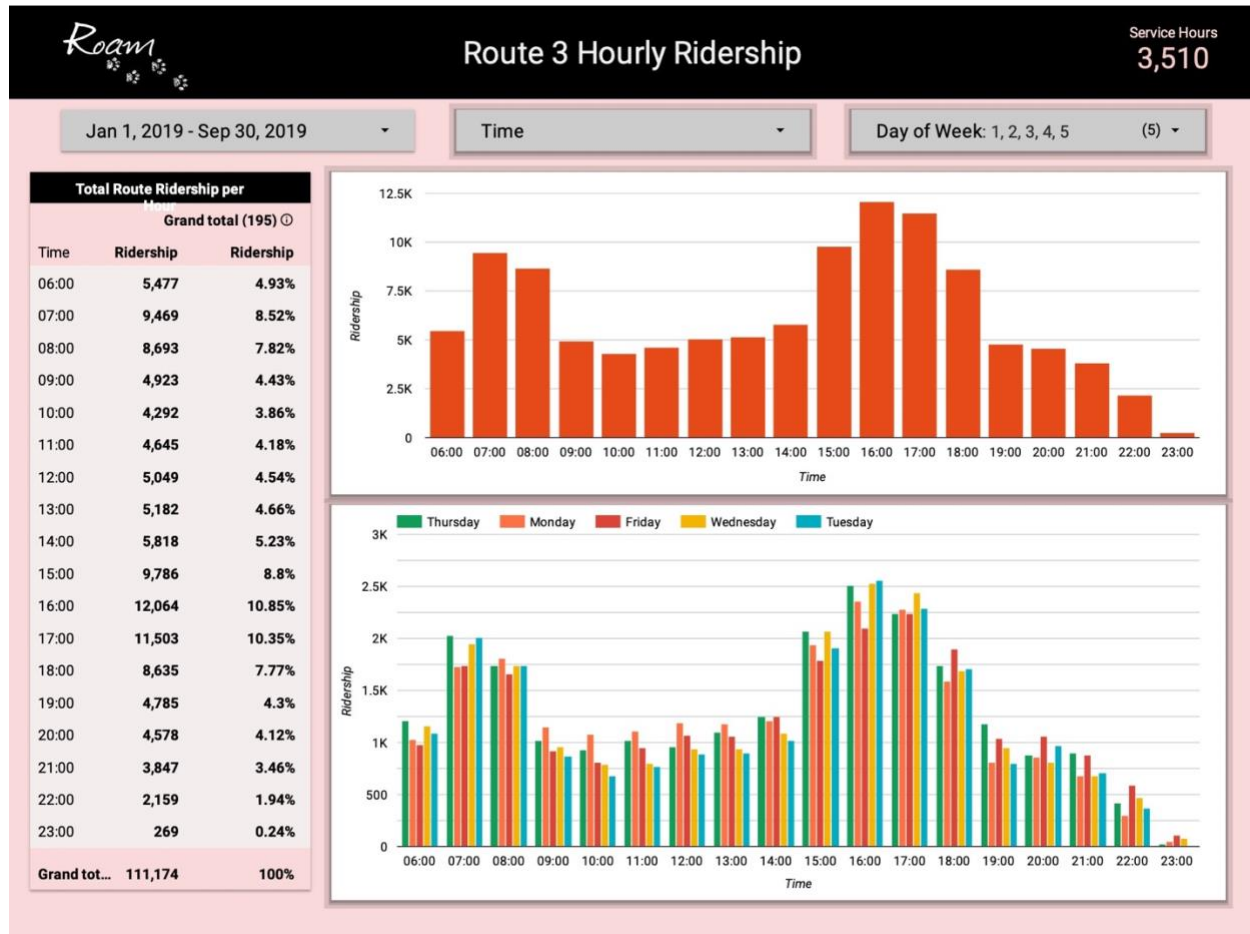 Roam
Route 3 Hourly Ridership
Service Hours
3,510
Jan 1, 2019 - Sep 30, 2019
Time
Day of Week: 1, 2, 3, 4, 5 (5)
Total Route Ridership per
Hour
Grand total (195)
Time Ridership Ridership
06:00 5,477 4.93%
07:00 9,469 8.52%
08:00 8,693 7.82%
09:00 4,923 4.43%
10:00 4,292 3.86%
11:00 4,645 4.18%
12:00 5,049 4.54%
13:00 5,182 4.66%
14:00 5,818 5.23%
15:00 9,786 8.8%
16:00 12,064 10.85%
17:00 11,503 10.35%
18:00 8,635 7.77%
19:00 4,785 4.3%
20:00 4,578 4.12%
21:00 3,847 3.46%
22:00 2,159 1.94%
23:00 269 0.24%
Grand tot... 111,174 100%
12.5K
10K
7.5K
5K
2.5K
0
Ridership
06:00 07:00 08:00 09:00 10:00 11:00 12:00 13:00 14:00 15:00 16:00 17:00 18:00 19:00 20:00 21:00 22:00 23:00
Time
Thursday Monday Friday Wednesday Tuesday
3K
2.5K
2K
1.5K
1K
500
0
Ridership
06:00 07:00 08:00 09:00 10:00 11:00 12:00 13:00 14:00 15:00 16:00 17:00 18:00 19:00 20:00 21:00 22:00 23:00
Time